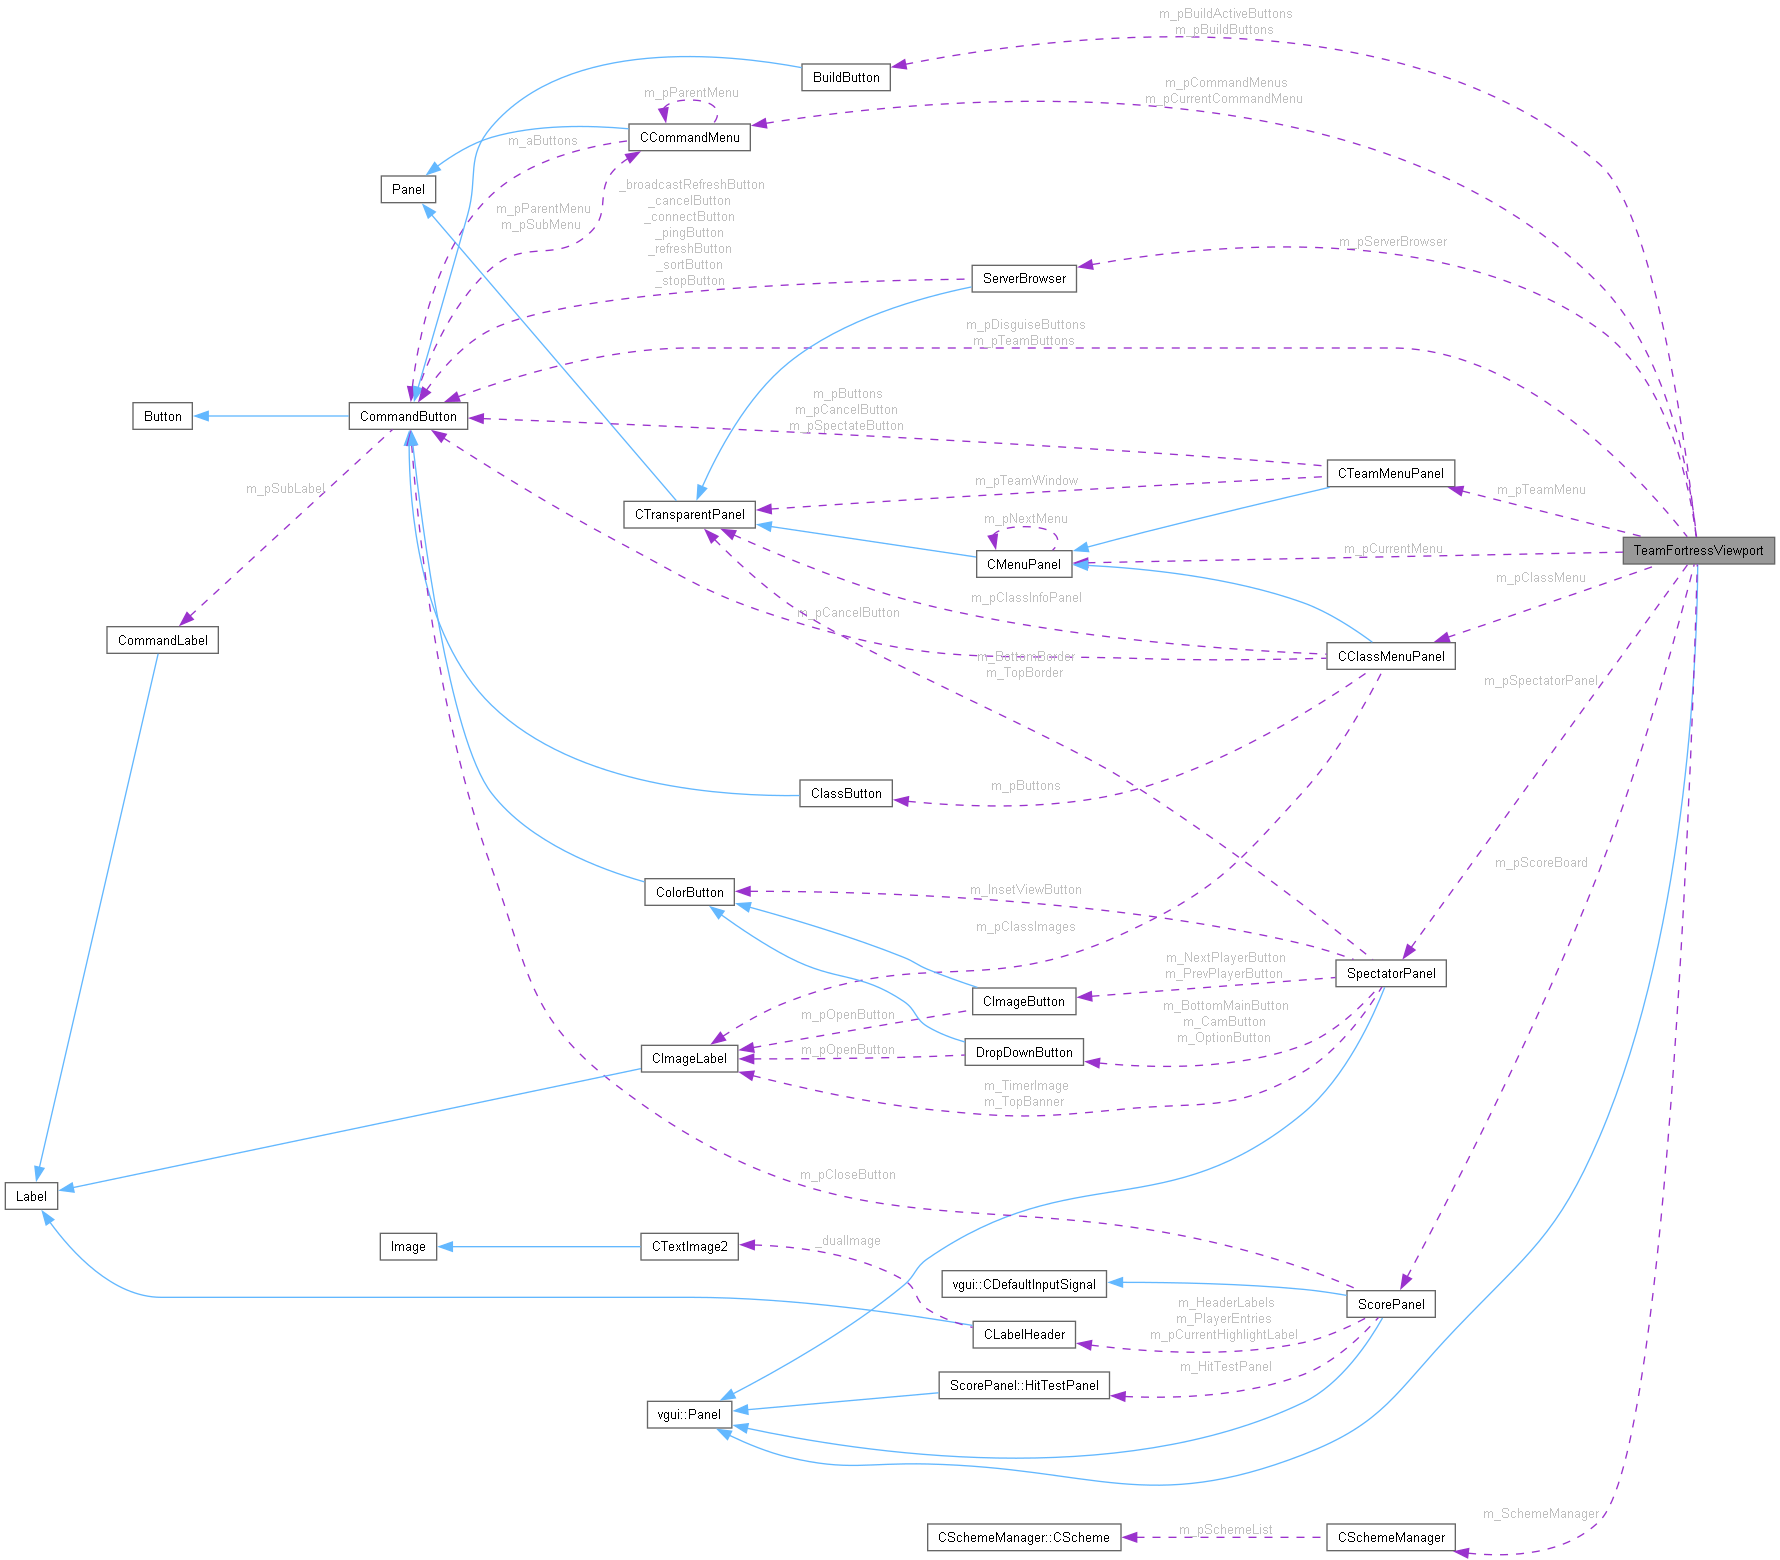 m_pBuildActiveButtons
m_pBuildButtons
BuildButton
m_pCommandMenus
m_pCurrentCommandMenu
m_pParentMenu
CCommandMenu
m_aButtons
Panel
_broadcastRefreshButton
_cancelButton
_connectButton
_pingButton
_refreshButton
_sortButton
_stopButton
m_pParentMenu
m_pSubMenu
m_pServerBrowser
ServerBrowser
m_pDisguiseButtons
m_pTeamButtons
m_pButtons
m_pCancelButton
m_pSpectateButton
Button
CommandButton
CTeamMenuPanel
m_pTeamWindow
m_pTeamMenu
m_pSubLabel
CTransparentPanel
m_pNextMenu
m_pCurrentMenu
TeamFortressViewport
CMenuPanel
m_pClassMenu
m_pClassInfoPanel
m_pCancelButton
CommandLabel
m_BottomBorder
m_TopBorder
CClassMenuPanel
m_pSpectatorPanel
m_pButtons
ClassButton
m_pScoreBoard
ColorButton
m_InsetViewButton
m_pClassImages
m_NextPlayerButton
m_PrevPlayerButton
SpectatorPanel
CImageButton
m_pOpenButton
m_BottomMainButton
m_CamButton
m_OptionButton
CImageLabel
m_pOpenButton
DropDownButton
m_TimerImage
m_TopBanner
m_pCloseButton
Label
Image
CTextImage2
_dualImage
vgui::CDefaultInputSignal
ScorePanel
m_HeaderLabels
m_PlayerEntries
m_pCurrentHighlightLabel
CLabelHeader
m_HitTestPanel
ScorePanel::HitTestPanel
vgui::Panel
m_SchemeManager
CSchemeManager::CScheme
m_pSchemeList
CSchemeManager